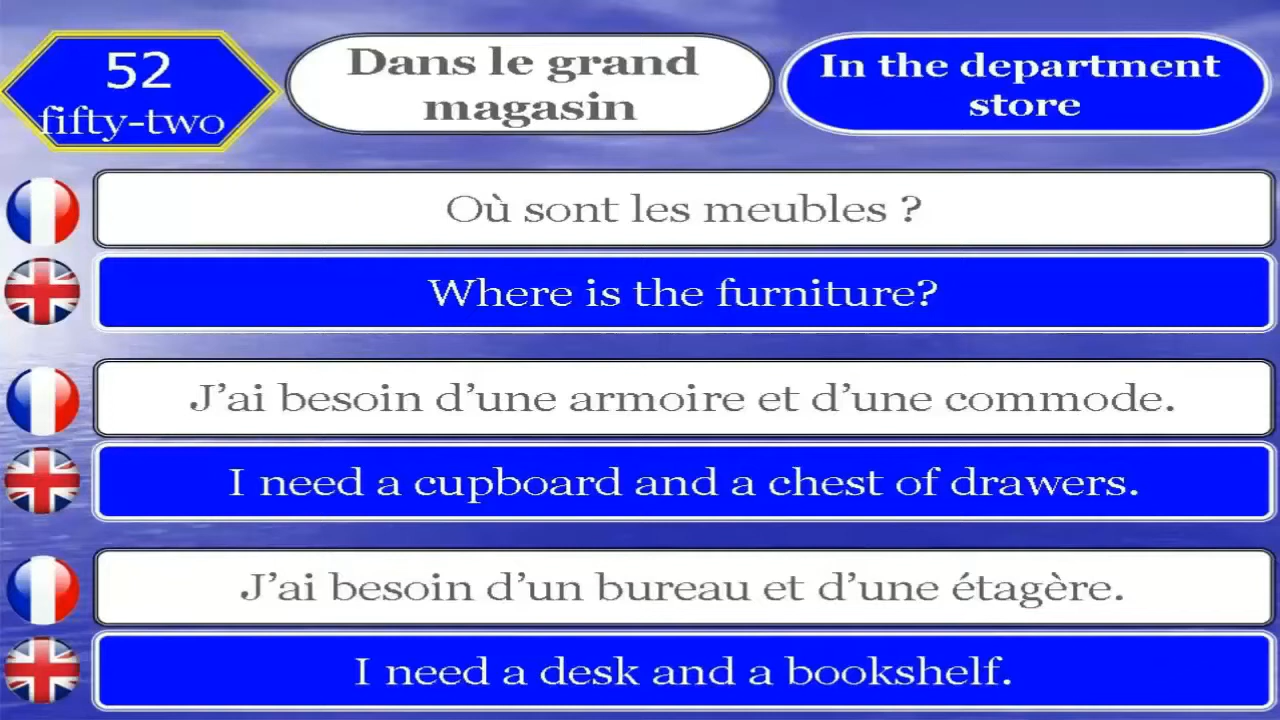 52
fifty-two
Dans le grand
magasin
In the department
store
Où sont les meubles ?
Where is the furniture?
J’ai besoin d’une armoire et d’une commode.
I need a cupboard and a chest of drawers.
J’ai besoin d’un bureau et d’une étagère.
I need a desk and a bookshelf.